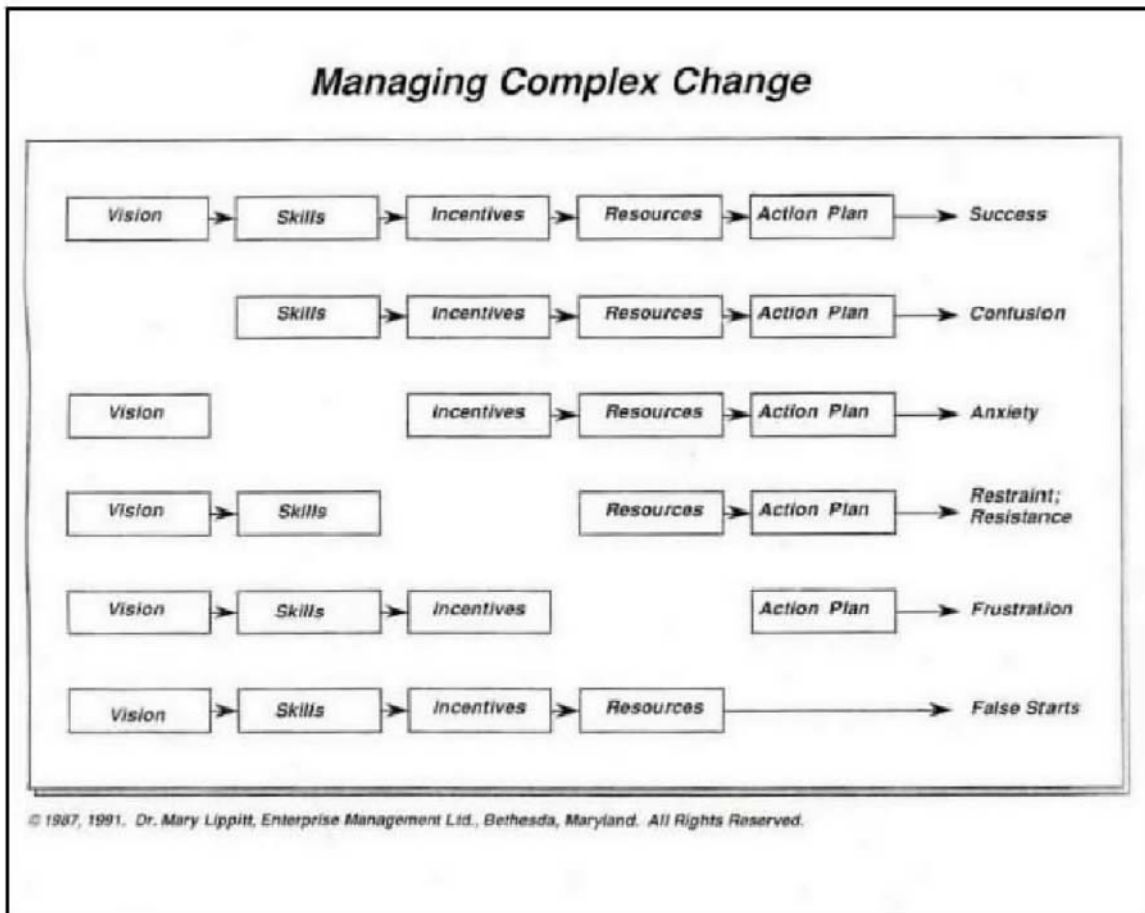 Managing Complex Change
Vision Skills Incentives Resources Action Plan Success
Skills Incentives Resources Action Plan Confusion
Vision Incentives Resources Action Plan Anxiety
Vision Skills Resources Action Plan Restraint;
Resistance
Vision Skills Incentives Action Plan Frustration
Vision Skills Incentives Resources False Starts
© 1987, 1991. Dr. Mary Lippitt, Enterprise Management Ltd., Bethesda, Maryland. All Rights Reserved.